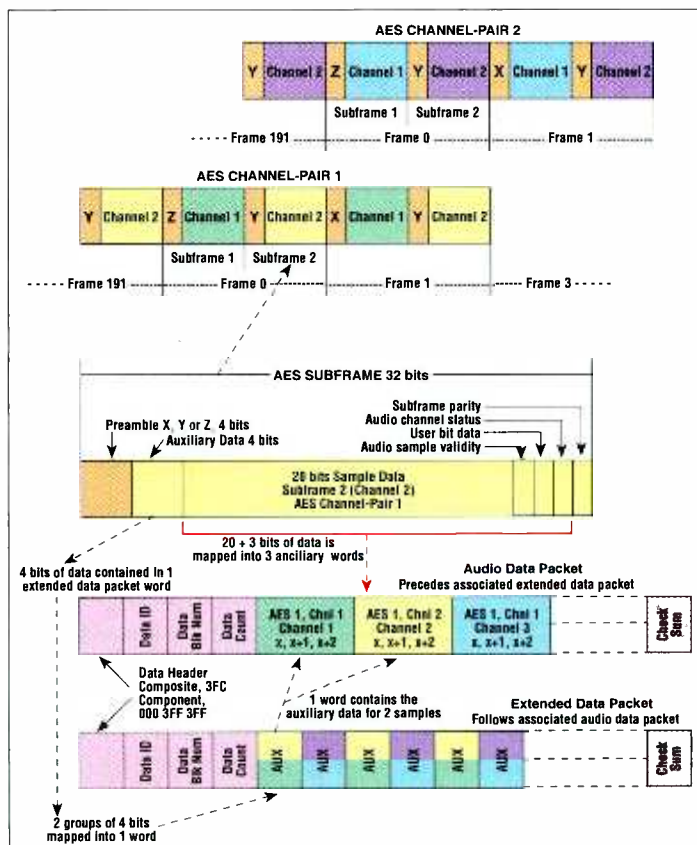 AES CHANNEL-PAIR 2
Y Channel 2 Z Channel 1 Y Channel 2 X Channel 1 Y Channel 2
Subframe 1 Subframe 2
Frame 191 Frame 0 Frame 1
AES CHANNEL-PAIR 1
Y Channel 2 Z Channel 1 Y Channel 2 X Channel 1 Y Channel 2
Subframe 1 Subframe 2
Frame 191 Frame 0 Frame 1 Frame 3
AES SUBFRAME 32 bits
Preamble X, Y or Z, 4 bits
Auxiliary Data 4 bits
Subframe parity
Audio channel status
User bit data
Audio sample validity
20 bits Sample Data
Subframe 2 (Channel 2)
AES Channel-Pair 1
20 + 3 bits of data is
mapped into 3 anciliary words
4 bits of data contained in 1
extended data packet word
Audio Data Packet
Precedes associated extended data packet
Data ID
Data
Blk Num
Data
Count
AES 1, Chnl 1
Channel 1
x, x+1, x+2
AES 1, Chnl 2
Channel 2
x, x+1, x+2
AES 1, Chnl 1
Channel 3
x, x+1, x+2
Check
Sum
Data Header
Composite, 3FC
Component,
000 3FF 3FF
1 word contains the
auxiliary data for 2 samples
Extended Data Packet
Follows associated audio data packet
Data ID
Data
Blk Num
Data
Count
AUX AUX AUX AUX AUX AUX
Check
Sum
2 groups of 4 bits
mapped into 1 word